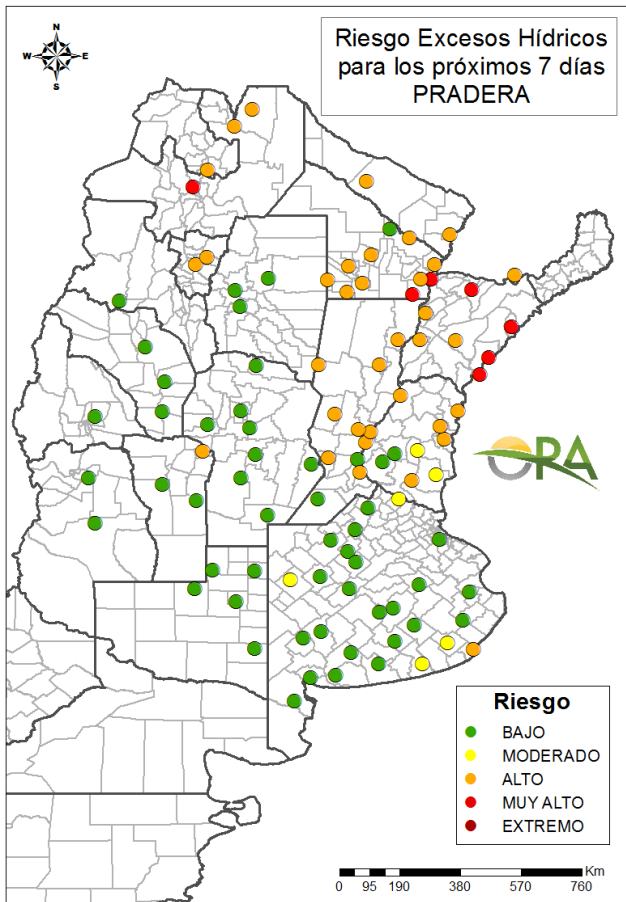 Riesgo Excesos Hídricos
para los próximos 7 días
PRADERA
N
W E
S
ORA
Riesgo
BAJO
MODERADO
ALTO
MUY ALTO
EXTREMO
Km
0 95 190 380 570 760